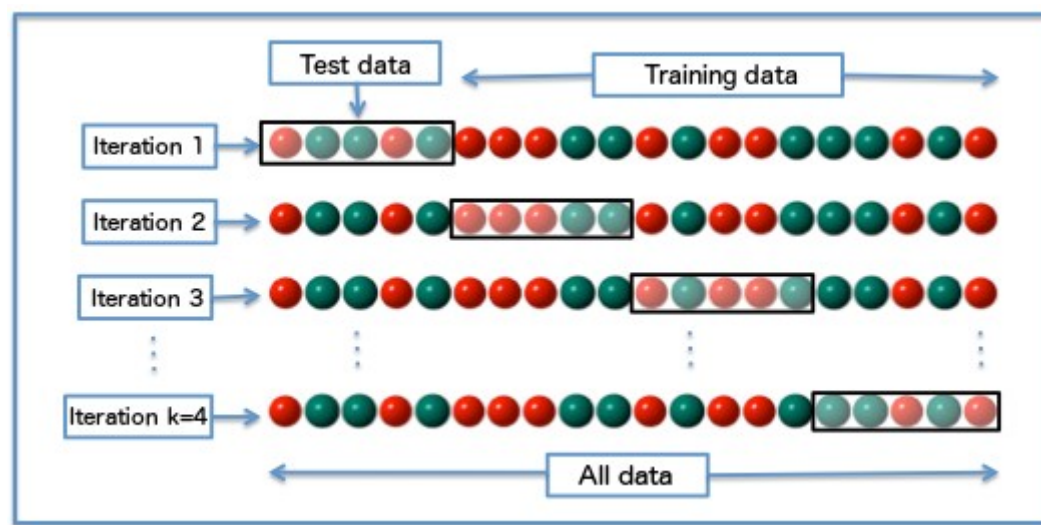 Test data
Training data
Iteration 1
Iteration 2
Iteration 3
Iteration k=4
All data